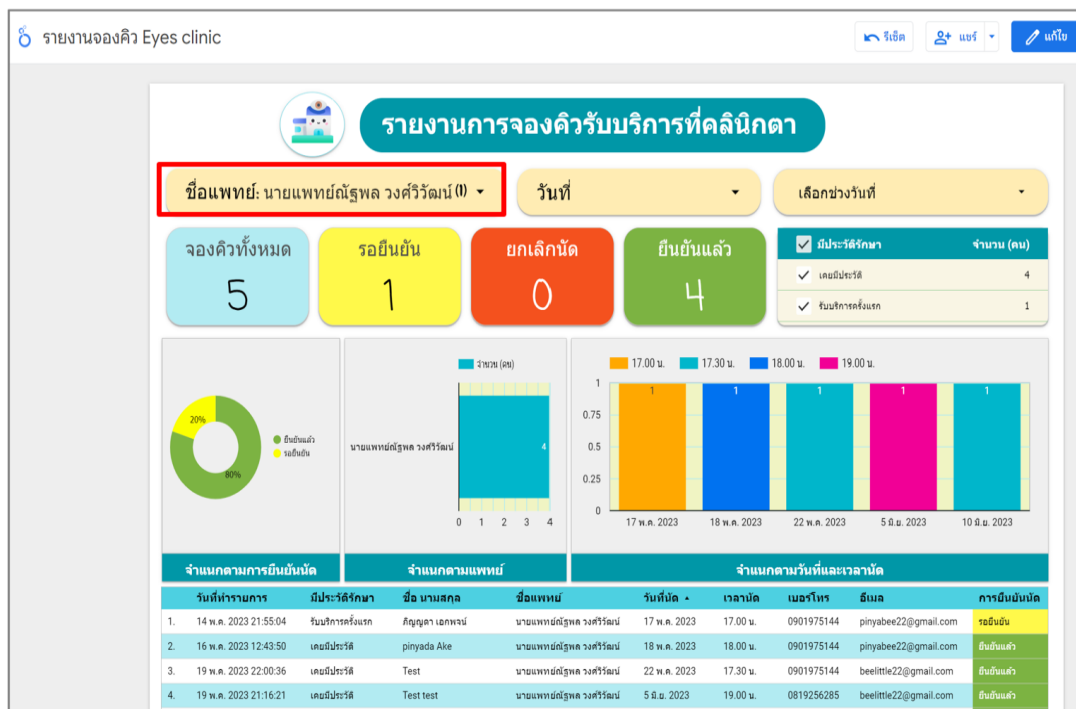 รายงานจองคิว Eyes clinic
รีเซ็ต
แชร์
แก้ไข
รายงานการจองคิวรับบริการที่คลินิกตา
ชื่อแพทย์: นายแพทย์ณัฐพล วงศ์วิวัฒน์ (1)
วันที่
เลือกช่วงวันที่
จองคิวทั้งหมด
5
รอยืนยัน
1
ยกเลิกนัด
0
ยืนยันแล้ว
4
มีประวัติรักษา จำนวน (คน)
เคยมีประวัติ 4
รับบริการครั้งแรก 1
20%
80%
ยืนยันแล้ว
รอยืนยัน
จำแนกตามการยืนยันนัด
จำนวน (คน)
นายแพทย์ณัฐพล วงศ์วิวัฒน์
4
0 1 2 3 4
จำแนกตามแพทย์
17.00 น. 17.30 น. 18.00 น. 19.00 น.
1
0.75
0.5
0.25
0
1 1 1 1 1
17 พ.ค. 2023 18 พ.ค. 2023 22 พ.ค. 2023 5 มิ.ย. 2023 10 มิ.ย. 2023
จำแนกตามวันที่และเวลานัด
วันที่ทำรายการ มีประวัติรักษา ชื่อ นามสกุล ชื่อแพทย์ วันที่นัด เวลานัด เบอร์โทร อีเมล การยืนยันนัด
1. 14 พ.ค. 2023 21:55:04 รับบริการครั้งแรก ภิญญดา เอกพจน์ นายแพทย์ณัฐพล วงศ์วิวัฒน์ 17 พ.ค. 2023 17.00 น. 0901975144 pinyabee22@gmail.com รอยืนยัน
2. 16 พ.ค. 2023 12:43:50 เคยมีประวัติ pinyada Ake นายแพทย์ณัฐพล วงศ์วิวัฒน์ 18 พ.ค. 2023 18.00 น. 0901975144 pinyabee22@gmail.com ยืนยันแล้ว
3. 19 พ.ค. 2023 22:00:36 เคยมีประวัติ Test นายแพทย์ณัฐพล วงศ์วิวัฒน์ 22 พ.ค. 2023 17.30 น. 0901975144 beelittle22@gmail.com ยืนยันแล้ว
4. 19 พ.ค. 2023 21:16:21 เคยมีประวัติ Test test นายแพทย์ณัฐพล วงศ์วิวัฒน์ 5 มิ.ย. 2023 19.00 น. 0819256285 beelittle22@gmail.com ยืนยันแล้ว